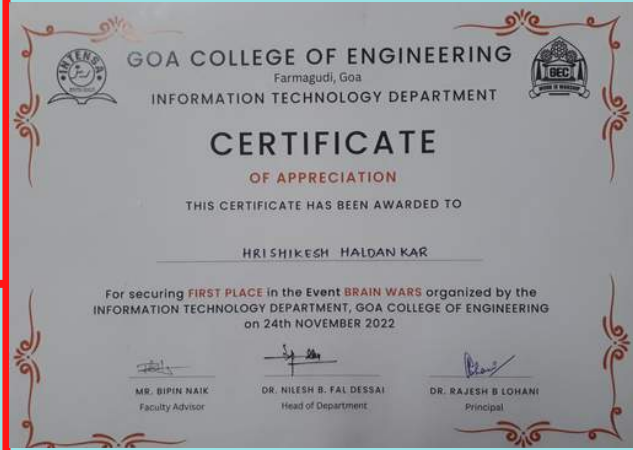 INTENSA
GOA COLLEGE OF ENGINEERING
GEC
WORK IS WORSHIP
Farmagudi, Goa
INFORMATION TECHNOLOGY DEPARTMENT
CERTIFICATE
OF APPRECIATION
THIS CERTIFICATE HAS BEEN AWARDED TO
HRISHIKESH HALDANKAR
For securing FIRST PLACE in the Event BRAIN WARS organized by the
INFORMATION TECHNOLOGY DEPARTMENT, GOA COLLEGE OF ENGINEERING
on 24th NOVEMBER 2022
MR. BIPIN NAIK
DR. NILESH B. FAL DESSAI
DR. RAJESH B LOHANI
Faculty Advisor
Head of Department
Principal